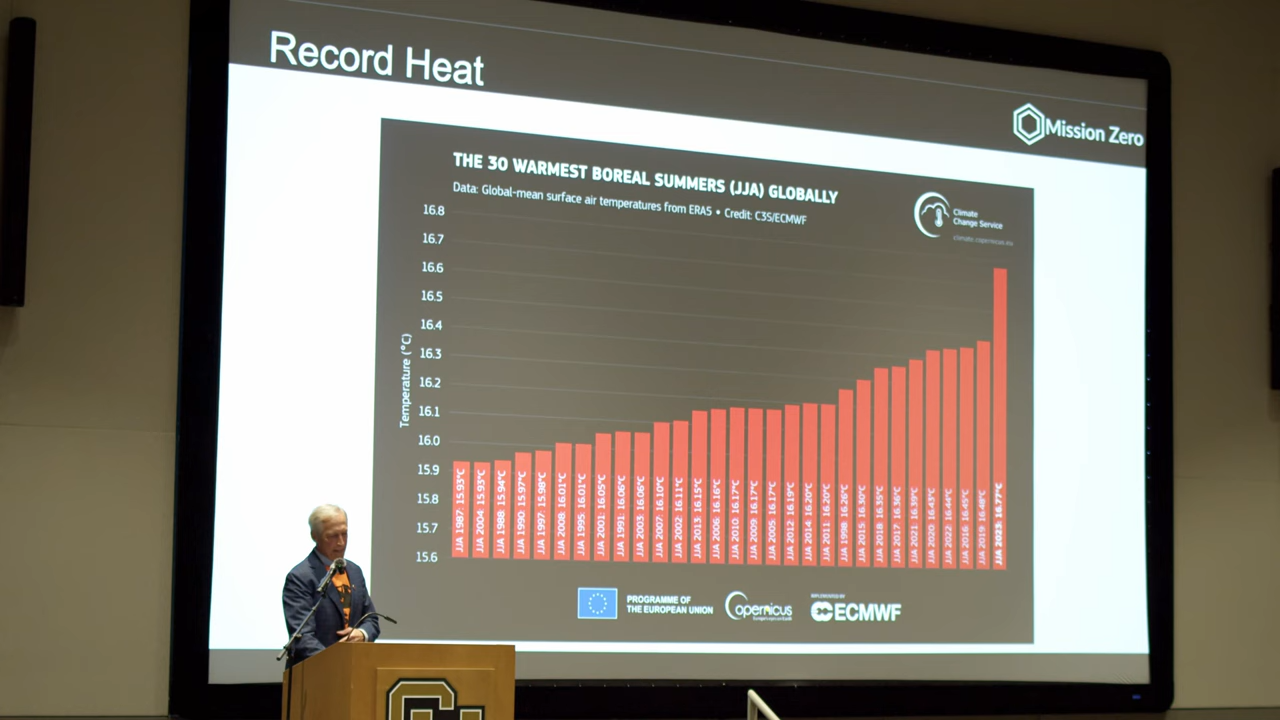 Record Heat
Mission Zero
THE 30 WARMEST BOREAL SUMMERS (JJA) GLOBALLY
Data: Global-mean surface air temperatures from ERA5 • Credit: C3S/ECMWF
Climate
Change Service
climate.copernicus.eu
Temperature (°C)
16.8
16.7
16.6
16.5
16.4
16.3
16.2
16.1
16.0
15.9
15.8
15.7
15.6
JJA 1987: 15.93°C
JJA 2004: 15.93°C
JJA 1988: 15.94°C
JJA 1990: 15.97°C
JJA 1997: 15.98°C
JJA 2008: 16.01°C
JJA 1995: 16.01°C
JJA 2001: 16.05°C
JJA 1991: 16.06°C
JJA 2003: 16.06°C
JJA 2007: 16.10°C
JJA 2002: 16.11°C
JJA 2013: 16.15°C
JJA 2006: 16.16°C
JJA 2010: 16.17°C
JJA 2009: 16.17°C
JJA 2005: 16.17°C
JJA 2012: 16.19°C
JJA 2014: 16.20°C
JJA 2011: 16.20°C
JJA 1998: 16.26°C
JJA 2015: 16.30°C
JJA 2018: 16.35°C
JJA 2017: 16.36°C
JJA 2021: 16.39°C
JJA 2020: 16.43°C
JJA 2022: 16.44°C
JJA 2016: 16.45°C
JJA 2019: 16.48°C
JJA 2023: 16.77°C
PROGRAMME OF
THE EUROPEAN UNION
Copernicus
IMPLEMENTED BY
ECMWF
CU